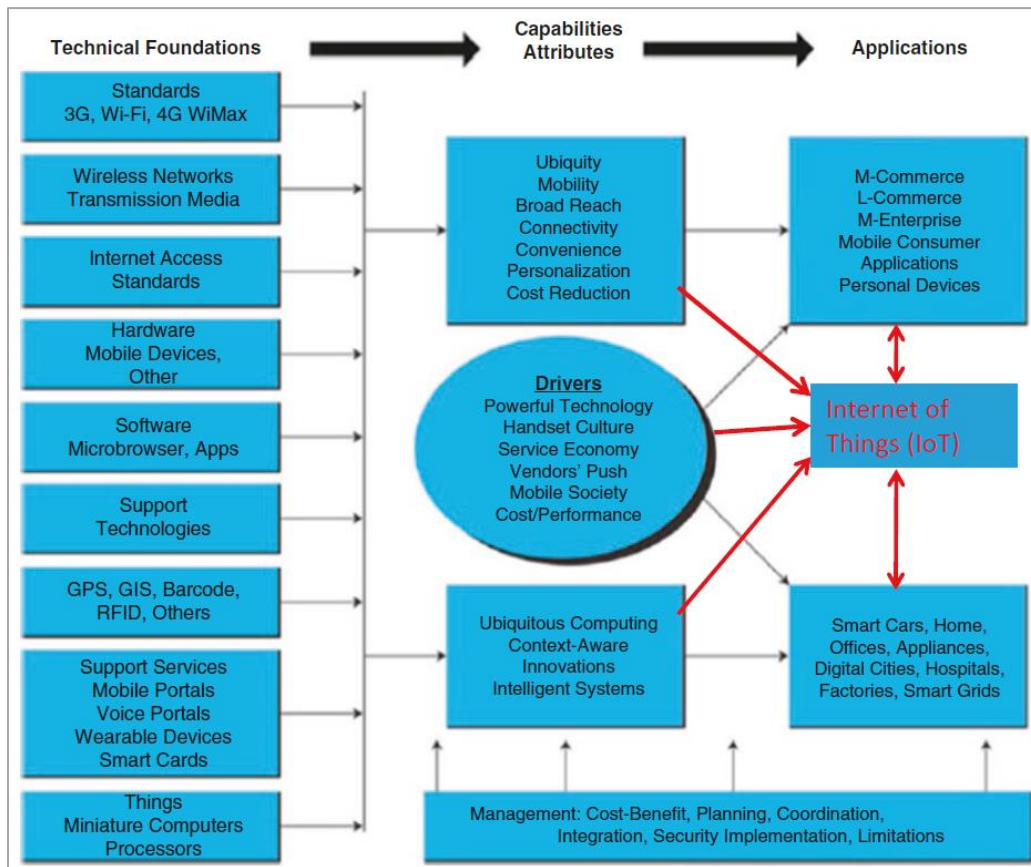 Technical Foundations
Capabilities
Attributes
Applications
Standards
3G, Wi-Fi, 4G WiMax
Wireless Networks
Transmission Media
Internet Access
Standards
Hardware
Mobile Devices,
Other
Software
Microbrowser, Apps
Support
Technologies
GPS, GIS, Barcode,
RFID, Others
Support Services
Mobile Portals
Voice Portals
Wearable Devices
Smart Cards
Things
Miniature Computers
Processors
Ubiquity
Mobility
Broad Reach
Connectivity
Convenience
Personalization
Cost Reduction
Drivers
Powerful Technology
Handset Culture
Service Economy
Vendors' Push
Mobile Society
Cost/Performance
Ubiquitous Computing
Context-Aware
Innovations
Intelligent Systems
M-Commerce
L-Commerce
M-Enterprise
Mobile Consumer
Applications
Personal Devices
Internet of
Things (IoT)
Smart Cars, Home,
Offices, Appliances,
Digital Cities, Hospitals,
Factories, Smart Grids
Management: Cost-Benefit, Planning, Coordination,
Integration, Security Implementation, Limitations